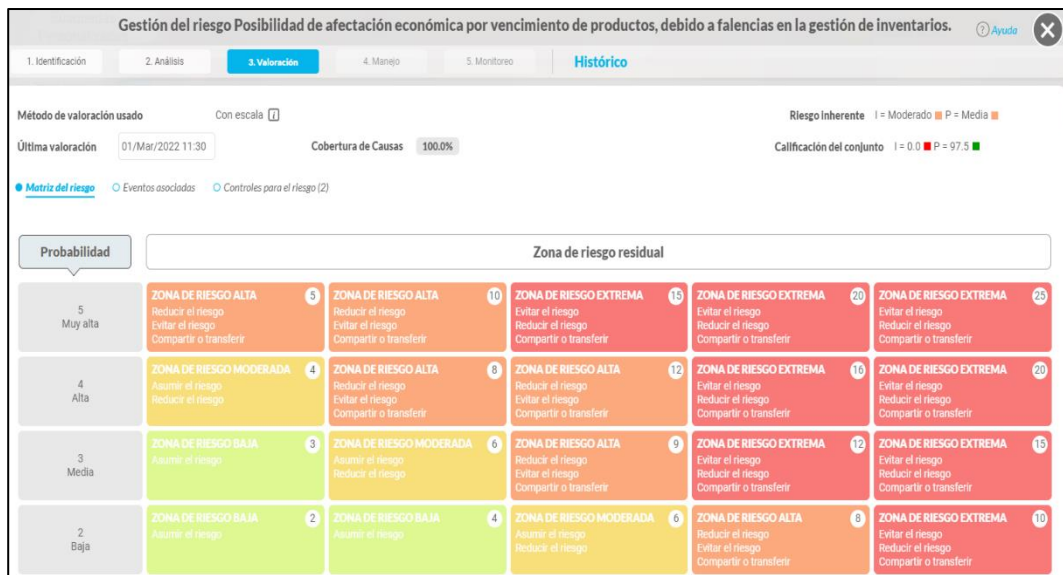 Gestión del riesgo Posibilidad de afectación económica por vencimiento de productos, debido a falencias en la gestión de inventarios.
? Ayuda
X
1. Identificación 2. Análisis 3. Valoración 4. Manejo 5. Monitoreo Histórico
Método de valoración usado Con escala i Riesgo inherente I = Moderado P = Media
Última valoración 01/Mar/2022 11:30 Cobertura de Causas 100.0% Calificación del conjunto I = 0.0 P = 97.5
Matriz del riesgo Eventos asociados Controles para el riesgo (2)
Probabilidad Zona de riesgo residual
5
Muy alta
ZONA DE RIESGO ALTA 5
Reducir el riesgo
Evitar el riesgo
Compartir o transferir
ZONA DE RIESGO ALTA 10
Reducir el riesgo
Evitar el riesgo
Compartir o transferir
ZONA DE RIESGO EXTREMA 15
Evitar el riesgo
Reducir el riesgo
Compartir o transferir
ZONA DE RIESGO EXTREMA 20
Evitar el riesgo
Reducir el riesgo
Compartir o transferir
ZONA DE RIESGO EXTREMA 25
Evitar el riesgo
Reducir el riesgo
Compartir o transferir
4
Alta
ZONA DE RIESGO MODERADA 4
Asumir el riesgo
Reducir el riesgo
ZONA DE RIESGO ALTA 8
Reducir el riesgo
Evitar el riesgo
Compartir o transferir
ZONA DE RIESGO ALTA 12
Reducir el riesgo
Evitar el riesgo
Compartir o transferir
ZONA DE RIESGO EXTREMA 16
Evitar el riesgo
Reducir el riesgo
Compartir o transferir
ZONA DE RIESGO EXTREMA 20
Evitar el riesgo
Reducir el riesgo
Compartir o transferir
3
Media
ZONA DE RIESGO BAJA 3
Asumir el riesgo
ZONA DE RIESGO MODERADA 6
Asumir el riesgo
Reducir el riesgo
ZONA DE RIESGO ALTA 9
Reducir el riesgo
Evitar el riesgo
Compartir o transferir
ZONA DE RIESGO EXTREMA 12
Evitar el riesgo
Reducir el riesgo
Compartir o transferir
ZONA DE RIESGO EXTREMA 15
Evitar el riesgo
Reducir el riesgo
Compartir o transferir
2
Baja
ZONA DE RIESGO BAJA 2
Asumir el riesgo
ZONA DE RIESGO BAJA 4
Asumir el riesgo
ZONA DE RIESGO MODERADA 6
Asumir el riesgo
Reducir el riesgo
ZONA DE RIESGO ALTA 8
Reducir el riesgo
Evitar el riesgo
Compartir o transferir
ZONA DE RIESGO EXTREMA 10
Evitar el riesgo
Reducir el riesgo
Compartir o transferir